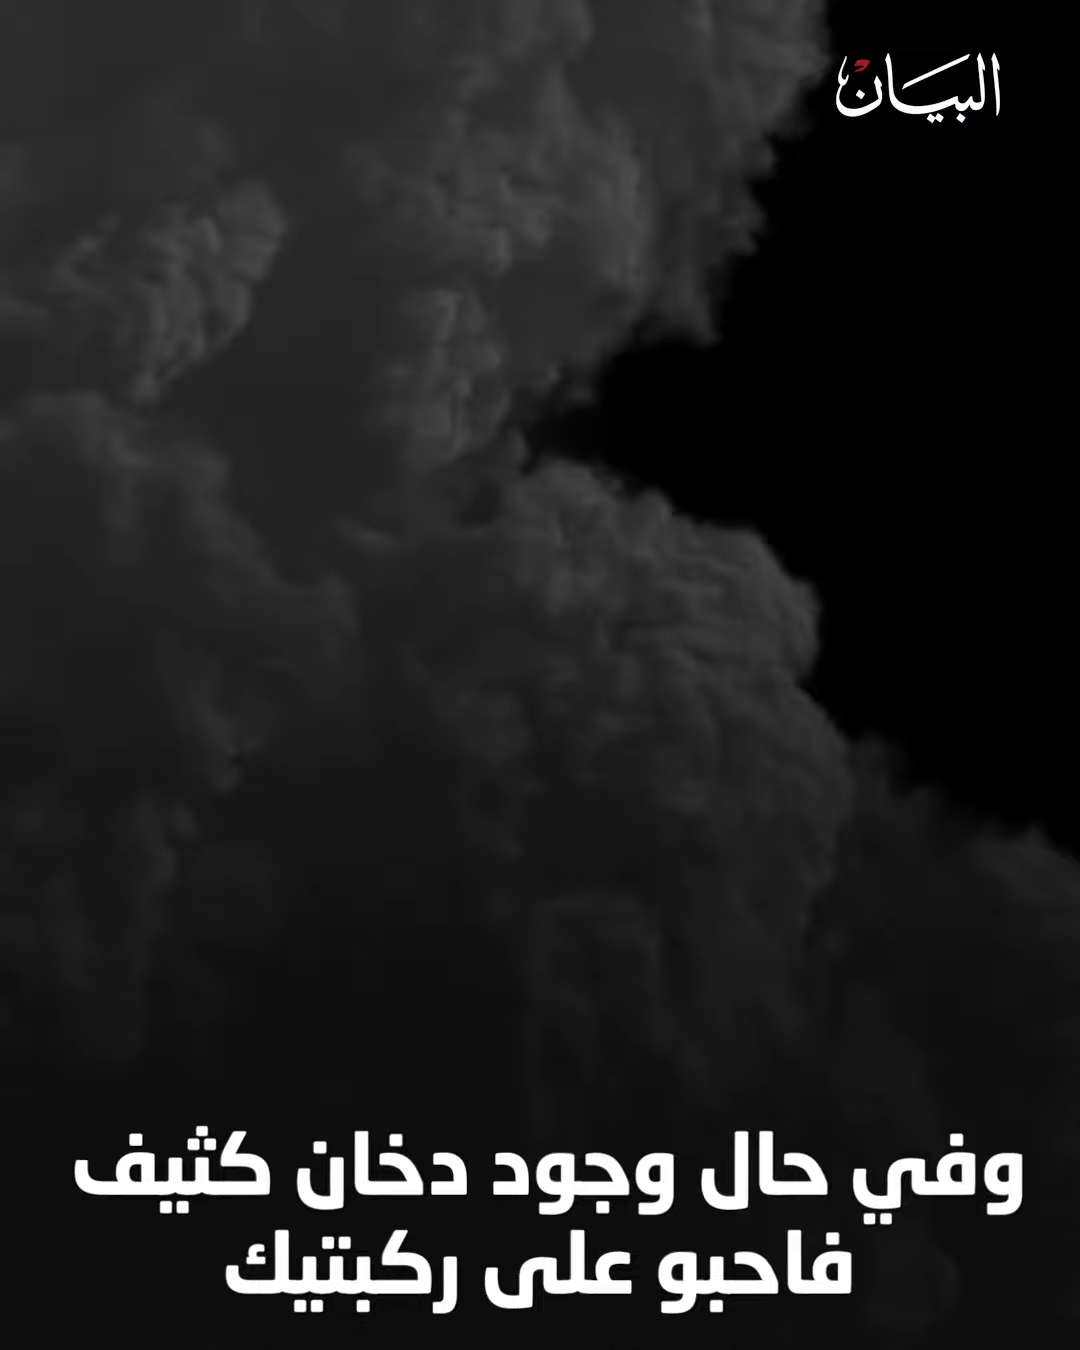 البيان
وفي حال وجود دخان كثيف
فاحبو على ركبتيك